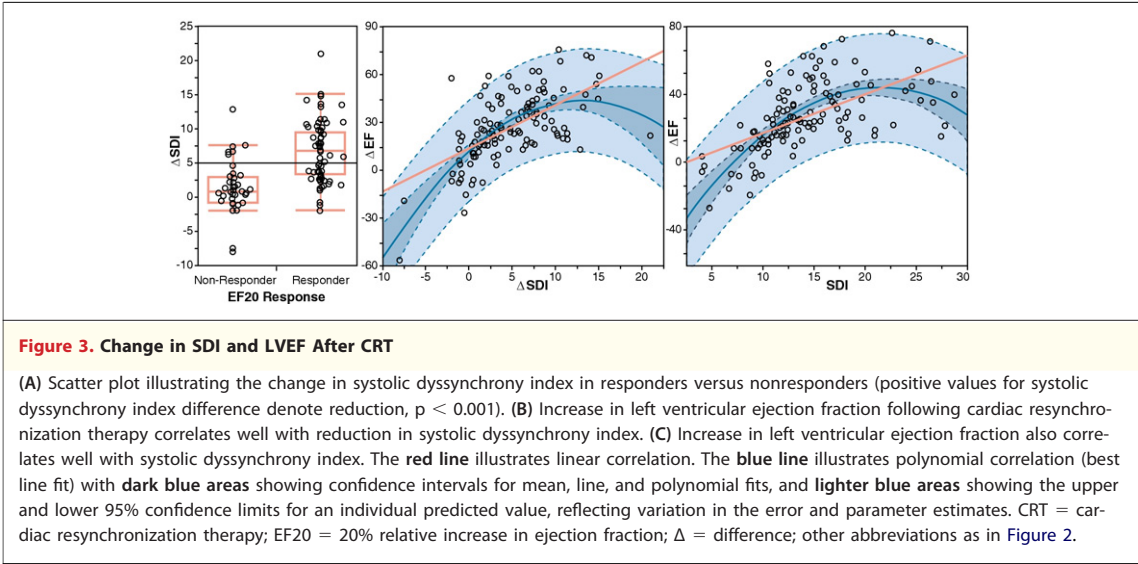 25
20
15
10
5
0
-5
-10
ΔSDI
Non-Responder Responder
EF20 Response
90
60
30
0
-30
-60
ΔEF
-10 -5 0 5 10 15 20
ΔSDI
80
40
0
-40
ΔEF
5 10 15 20 25 30
SDI
Figure 3. Change in SDI and LVEF After CRT
(A) Scatter plot illustrating the change in systolic dyssynchrony index in responders versus nonresponders (positive values for systolic
dyssynchrony index difference denote reduction, p < 0.001). (B) Increase in left ventricular ejection fraction following cardiac resynchro-
nization therapy correlates well with reduction in systolic dyssynchrony index. (C) Increase in left ventricular ejection fraction also corre-
lates well with systolic dyssynchrony index. The red line illustrates linear correlation. The blue line illustrates polynomial correlation (best
line fit) with dark blue areas showing confidence intervals for mean, line, and polynomial fits, and lighter blue areas showing the upper
and lower 95% confidence limits for an individual predicted value, reflecting variation in the error and parameter estimates. CRT = car-
diac resynchronization therapy; EF20 = 20% relative increase in ejection fraction; Δ = difference; other abbreviations as in Figure 2.